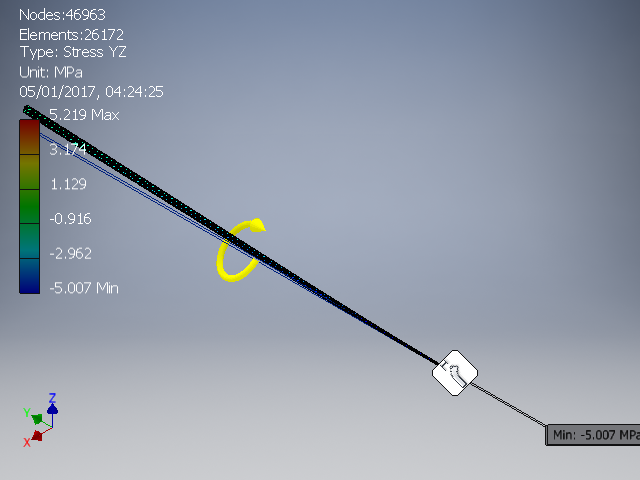 Nodes:46963
Elements:26172
Type: Stress YZ
Unit: MPa
05/01/2017, 04:24:25
5.219 Max
3.174
1.129
-0.916
-2.962
-5.007 Min
Z
Y
X
Min: -5.007 MPa